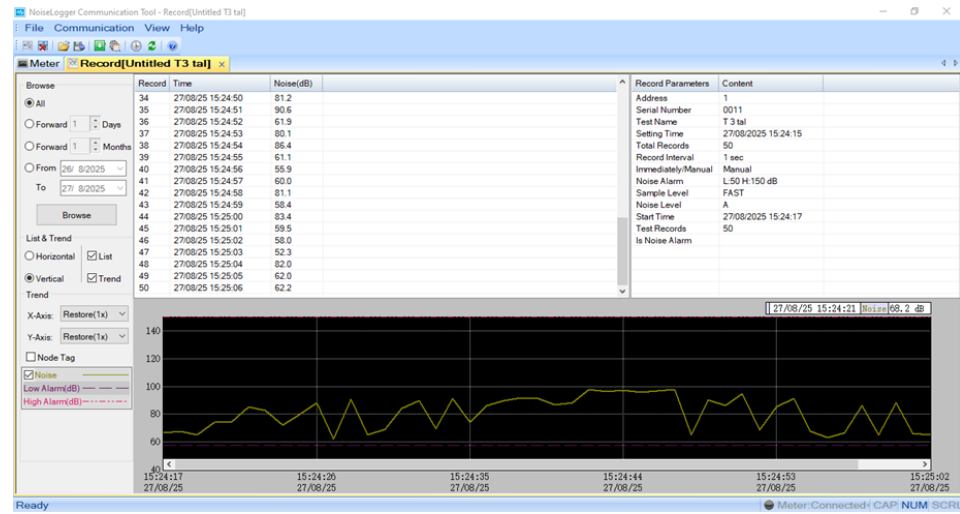 NoiseLogger Communication Tool - Record[Untitled T3 tal]
File Communication View Help
Meter Record[Untitled T3 tal] ×
Browse
All
Forward 1 Days
Forward 1 Months
From 26/ 8/2025
To 27/ 8/2025
Browse
List & Trend
Horizontal List
Vertical Trend
Trend
X-Axis: Restore(1x)
Y-Axis: Restore(1x)
Node Tag
Noise
Low Alarm(dB)
High Alarm(dB)
Record Time Noise(dB)
34 27/08/25 15:24:50 81.2
35 27/08/25 15:24:51 90.6
36 27/08/25 15:24:52 61.9
37 27/08/25 15:24:53 80.1
38 27/08/25 15:24:54 86.4
39 27/08/25 15:24:55 61.1
40 27/08/25 15:24:56 55.9
41 27/08/25 15:24:57 60.0
42 27/08/25 15:24:58 81.1
43 27/08/25 15:24:59 58.4
44 27/08/25 15:25:00 83.4
45 27/08/25 15:25:01 59.5
46 27/08/25 15:25:02 58.0
47 27/08/25 15:25:03 52.3
48 27/08/25 15:25:04 82.0
49 27/08/25 15:25:05 62.0
50 27/08/25 15:25:06 62.2
Record Parameters Content
Address 1
Serial Number 0011
Test Name T 3 tal
Setting Time 27/08/2025 15:24:15
Total Records 50
Record Interval 1 sec
Immediately/Manual Manual
Noise Alarm L:50 H:150 dB
Sample Level FAST
Noise Level A
Start Time 27/08/2025 15:24:17
Test Records 50
Is Noise Alarm
27/08/25 15:24:21 Noise 68.2 dB
140
120
100
80
60
40
15:24:17 15:24:26 15:24:35 15:24:44 15:24:53 15:25:02
27/08/25 27/08/25 27/08/25 27/08/25 27/08/25 27/08/25
Ready Meter:Connected CAP NUM SCRL